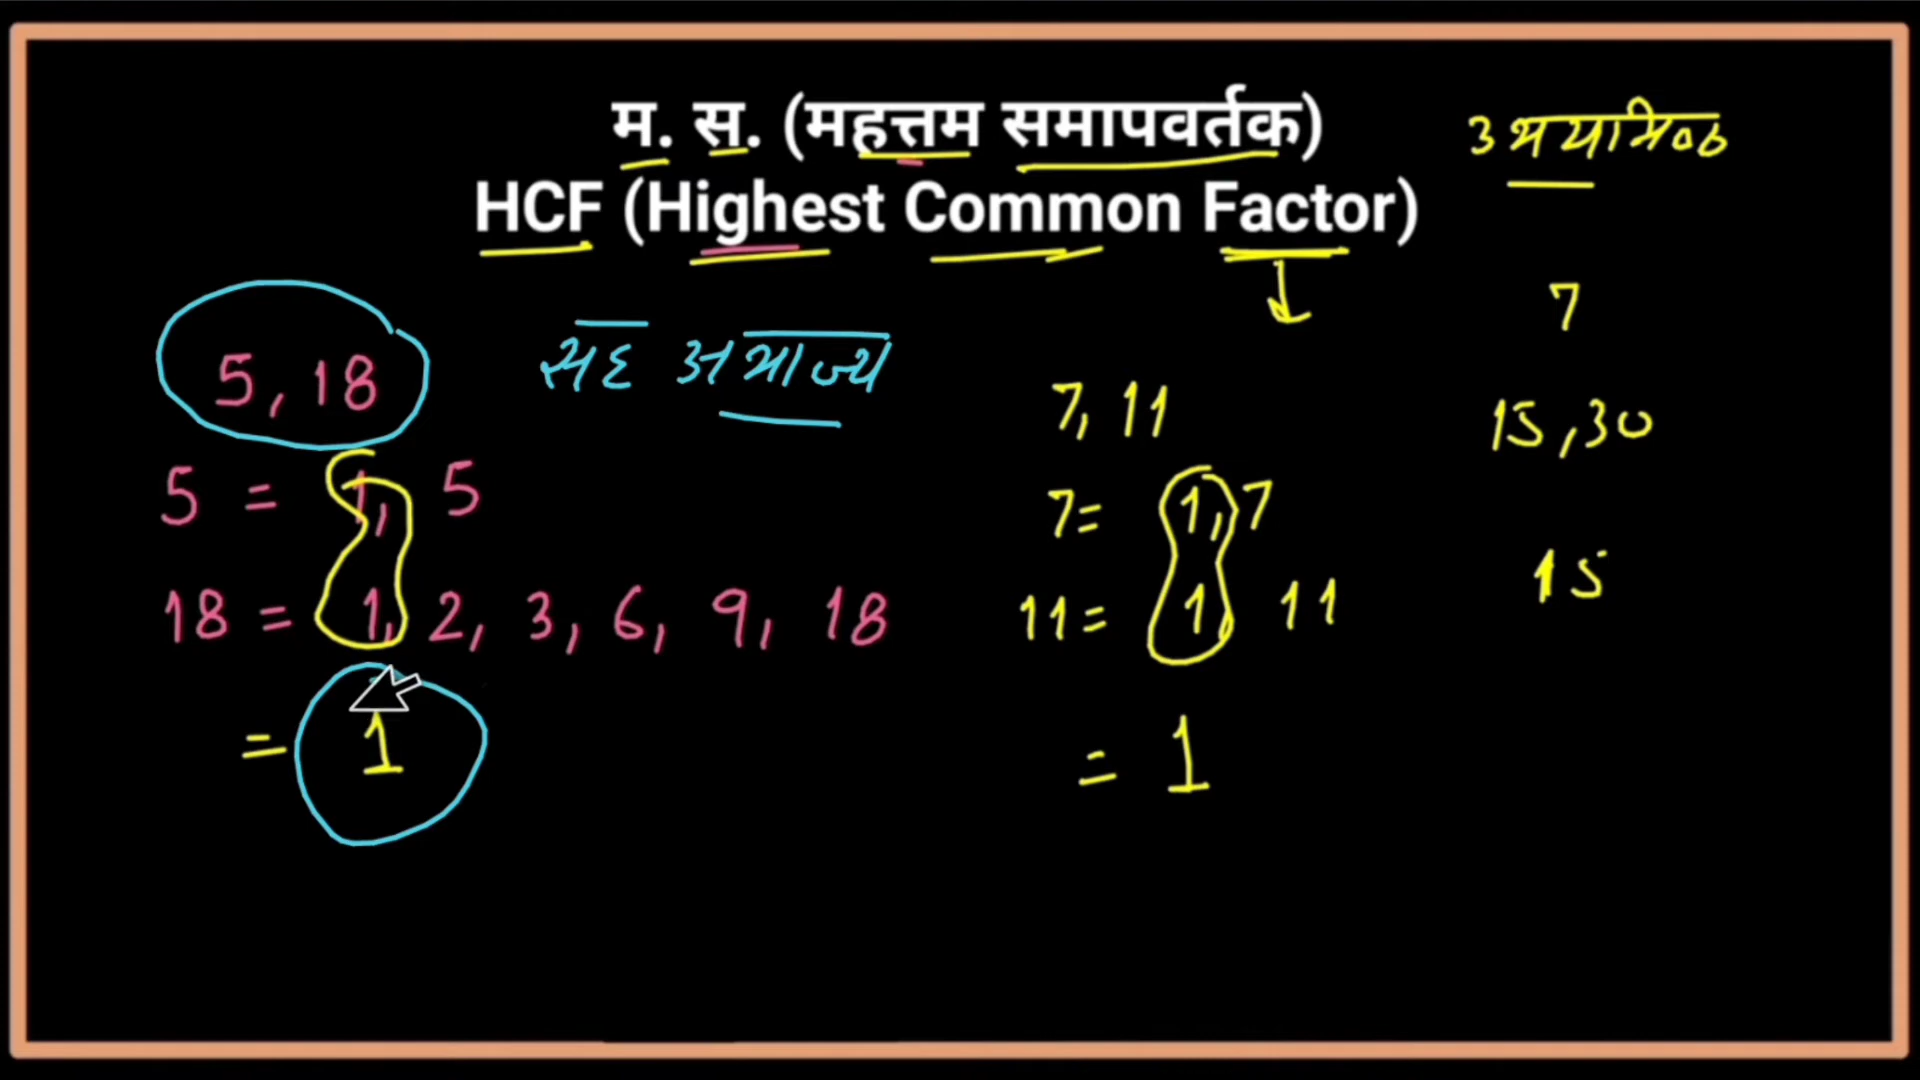 म. स. (महत्तम समापवर्तक)
HCF (Highest Common Factor)
5, 18
सह अभाज्य
5 = 1, 5
18 = 1, 2, 3, 6, 9, 18
= 1
7, 11
7= 1, 7
11= 1, 11
= 1
7
15, 30
15